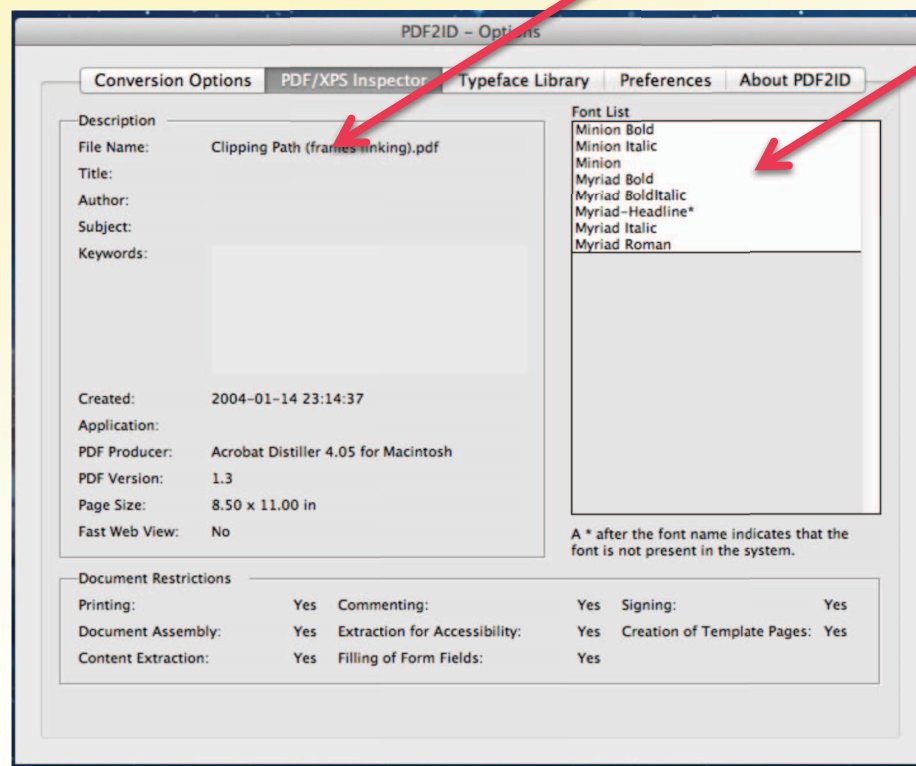 PDF2ID – Options
Conversion Options PDF/XPS Inspector Typeface Library Preferences About PDF2ID
Description
File Name: Clipping Path (frames linking).pdf
Title:
Author:
Subject:
Keywords:
Created: 2004-01-14 23:14:37
Application:
PDF Producer: Acrobat Distiller 4.05 for Macintosh
PDF Version: 1.3
Page Size: 8.50 x 11.00 in
Fast Web View: No
Font List
Minion Bold
Minion Italic
Minion
Myriad Bold
Myriad BoldItalic
Myriad-Headline*
Myriad Italic
Myriad Roman
A * after the font name indicates that the
font is not present in the system.
Document Restrictions
Printing: Yes Commenting: Yes Signing: Yes
Document Assembly: Yes Extraction for Accessibility: Yes Creation of Template Pages: Yes
Content Extraction: Yes Filling of Form Fields: Yes